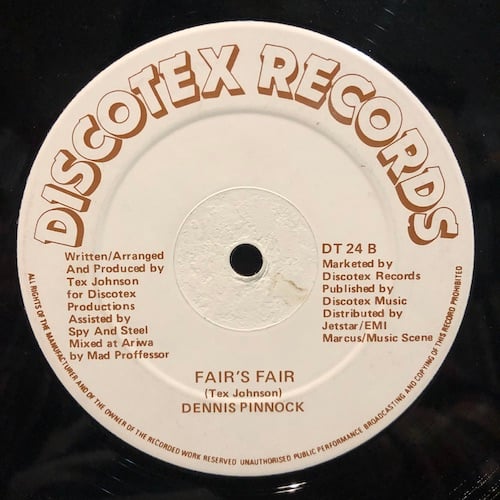 DISCOTEX RECORDS
Written/Arranged
And Produced by
Tex Johnson
for Discotex
Productions
Assisted by
Spy And Steel
Mixed at Ariwa
by Mad Proffessor
DT 24 B
Marketed by
Discotex Records
Published by
Discotex Music
Distributed by
Jetstar/EMI
Marcus/Music Scene
FAIR'S FAIR
(Tex Johnson)
DENNIS PINNOCK
ALL RIGHTS OF THE MANUFACTURER AND OF THE OWNER OF THE RECORDED WORK RESERVED UNAUTHORISED PUBLIC PERFORMANCE BROADCASTING AND COPYING OF THIS RECORD PROHIBITED